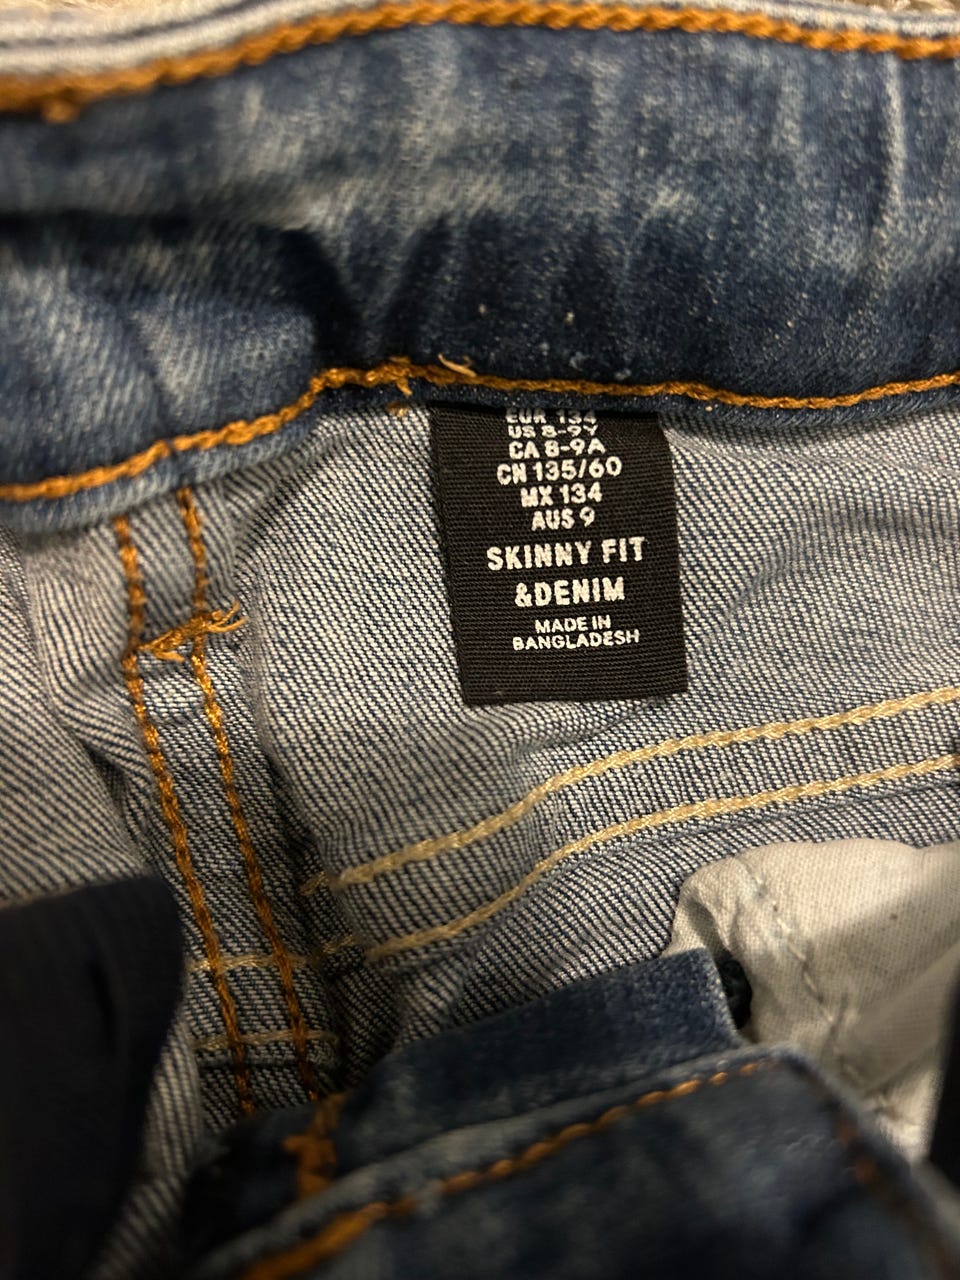 EUR 134
US 8-9Y
CA 8-9A
CN 135/60
MX 134
AUS 9
SKINNY FIT
&DENIM
MADE IN
BANGLADESH